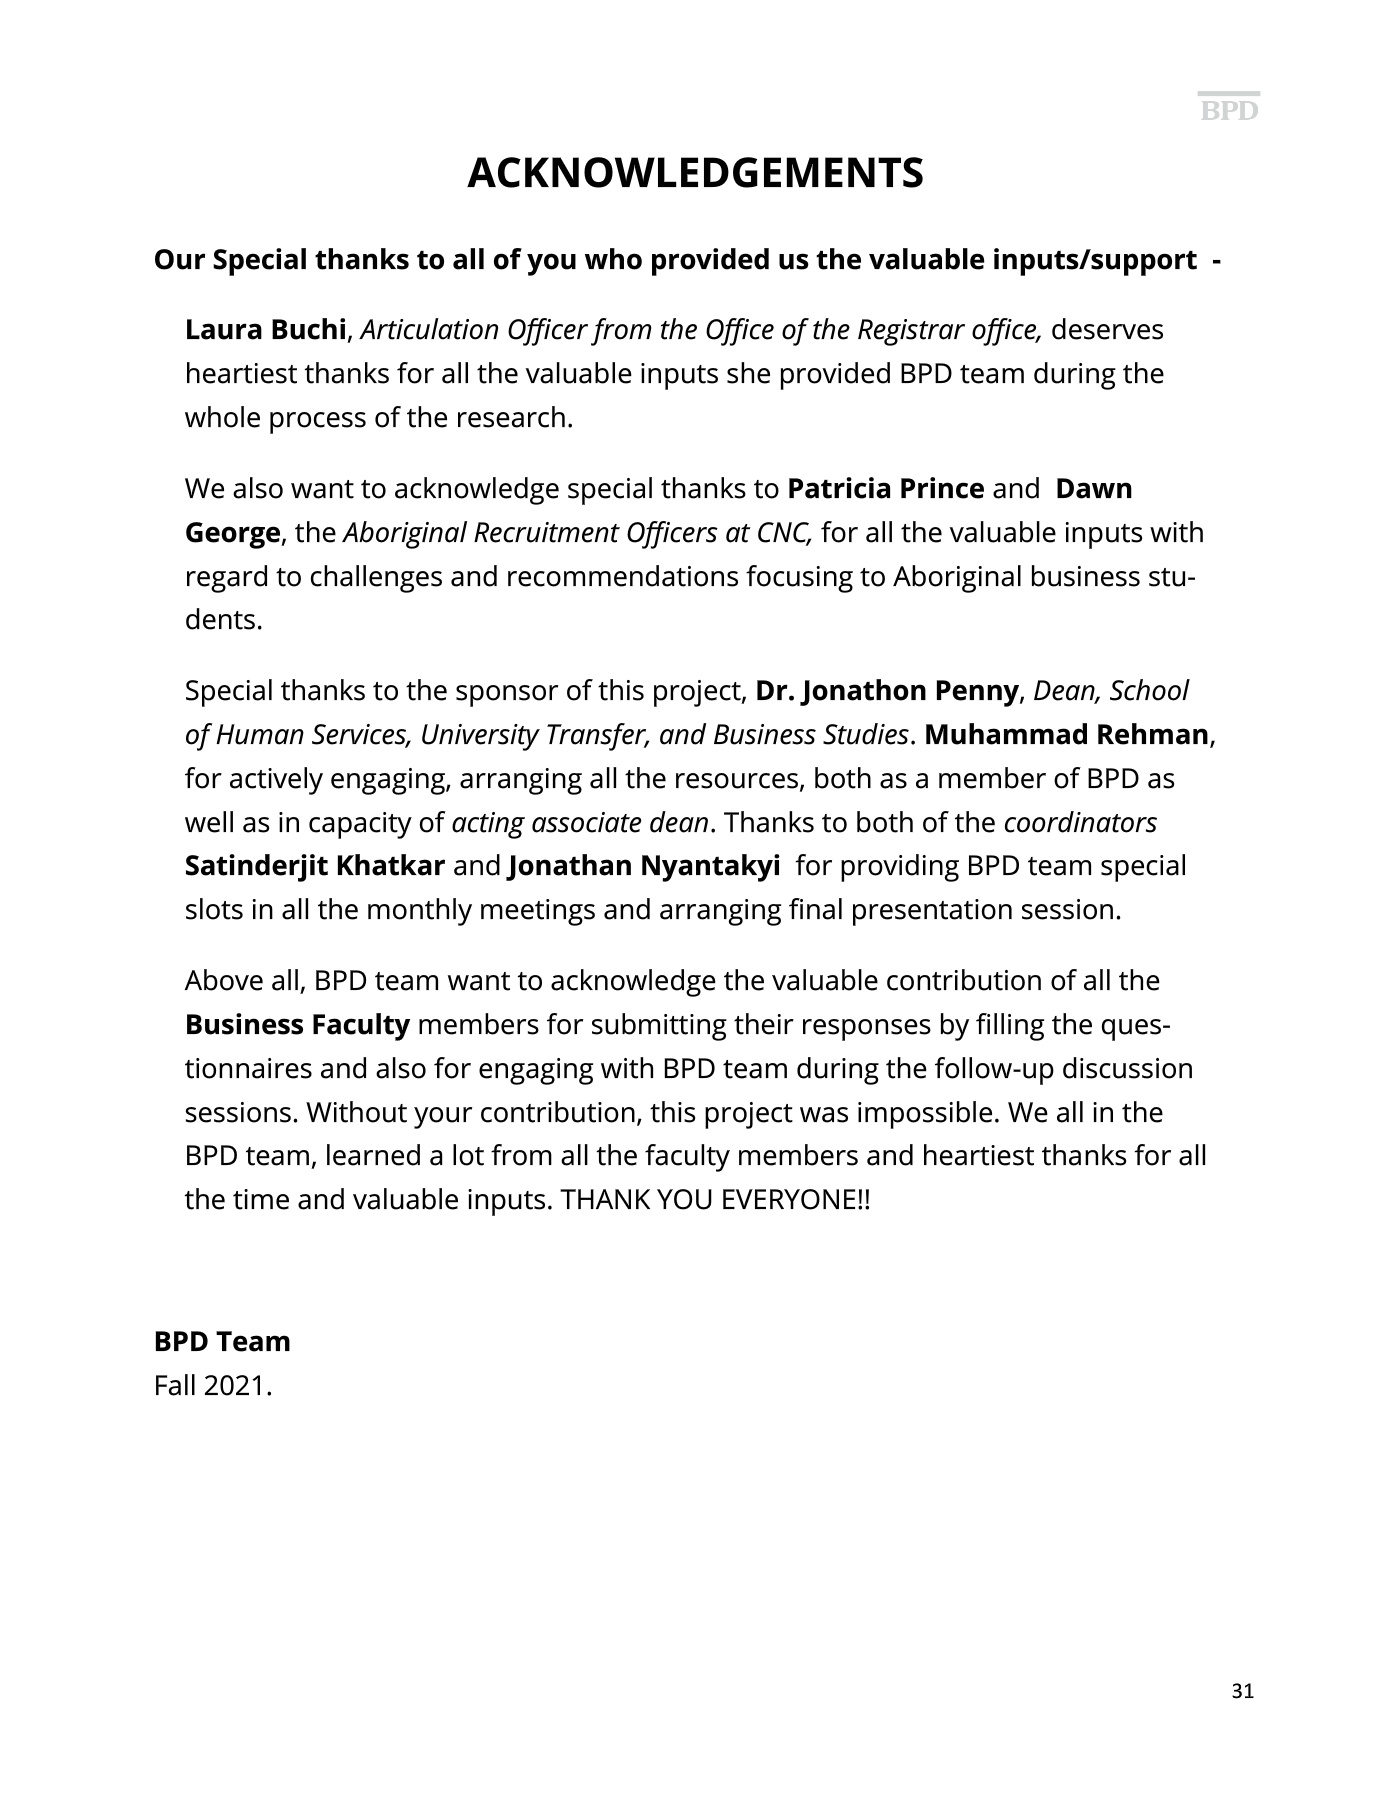 BPD
ACKNOWLEDGEMENTS
Our Special thanks to all of you who provided us the valuable inputs/support  -
Laura Buchi, Articulation Officer from the Office of the Registrar office, deserves
heartiest thanks for all the valuable inputs she provided BPD team during the
whole process of the research.
We also want to acknowledge special thanks to Patricia Prince and  Dawn
George, the Aboriginal Recruitment Officers at CNC, for all the valuable inputs with
regard to challenges and recommendations focusing to Aboriginal business stu-
dents.
Special thanks to the sponsor of this project, Dr. Jonathon Penny, Dean, School
of Human Services, University Transfer, and Business Studies. Muhammad Rehman,
for actively engaging, arranging all the resources, both as a member of BPD as
well as in capacity of acting associate dean. Thanks to both of the coordinators
Satinderjit Khatkar and Jonathan Nyantakyi  for providing BPD team special
slots in all the monthly meetings and arranging final presentation session.
Above all, BPD team want to acknowledge the valuable contribution of all the
Business Faculty members for submitting their responses by filling the ques-
tionnaires and also for engaging with BPD team during the follow-up discussion
sessions. Without your contribution, this project was impossible. We all in the
BPD team, learned a lot from all the faculty members and heartiest thanks for all
the time and valuable inputs. THANK YOU EVERYONE!!
BPD Team
Fall 2021.
31